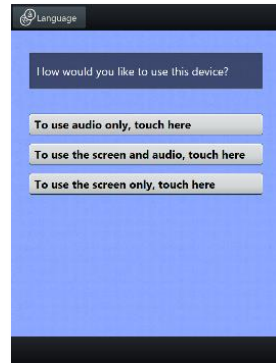 Language
How would you like to use this device?
To use audio only, touch here
To use the screen and audio, touch here
To use the screen only, touch here